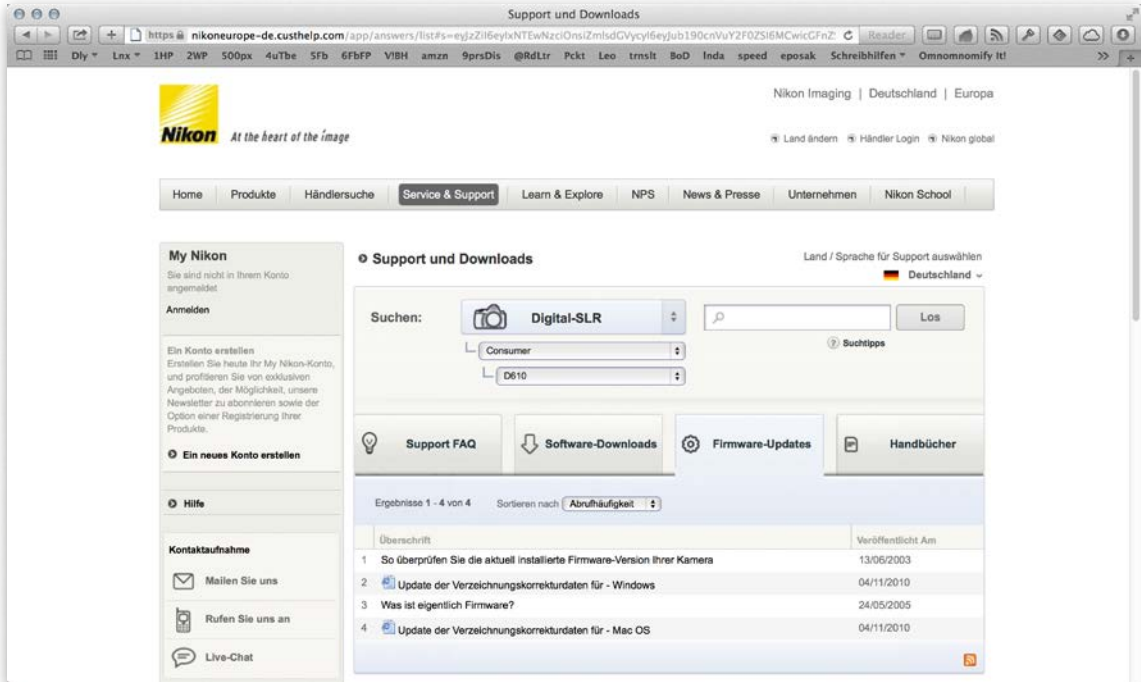 Support und Downloads
https nikoneurope-de.custhelp.com/app/answers/list#s=
Reader
Dly Lnx 1HP 2WP 500px 4uThe 5Fb 6FbFP V!BH amzn 9prsDis @RdLtr Pckt Leo trnslt BoD Inda speed eposak Schreibhilfen Omnomnomify It!
Nikon Imaging | Deutschland | Europa
Nikon At the heart of the image
Land ändern Händler Login Nikon global
Home Produkte Händlersuche Service & Support Learn & Explore NPS News & Presse Unternehmen Nikon School
My Nikon
Sie sind nicht in Ihrem Konto
angemeldet
Anmelden
Ein Konto erstellen
Erstellen Sie heute Ihr My Nikon-Konto,
und profitieren Sie von exklusiven
Angeboten, der Möglichkeit, unsere
Newsletter zu abonnieren sowie der
Option einer Registrierung Ihrer
Produkte.
Ein neues Konto erstellen
Hilfe
Kontaktaufnahme
Mailen Sie uns
Rufen Sie uns an
Live-Chat
Support und Downloads
Land / Sprache für Support auswählen
Deutschland
Suchen: Digital-SLR Los
Consumer
D610
? Suchtipps
Support FAQ Software-Downloads Firmware-Updates Handbücher
Ergebnisse 1 - 4 von 4 Sortieren nach Abrufhäufigkeit
Überschrift Veröffentlicht Am
1 So überprüfen Sie die aktuell installierte Firmware-Version Ihrer Kamera 13/06/2003
2 Update der Verzeichnungskorrekturdaten für - Windows 04/11/2010
3 Was ist eigentlich Firmware? 24/05/2005
4 Update der Verzeichnungskorrekturdaten für - Mac OS 04/11/2010